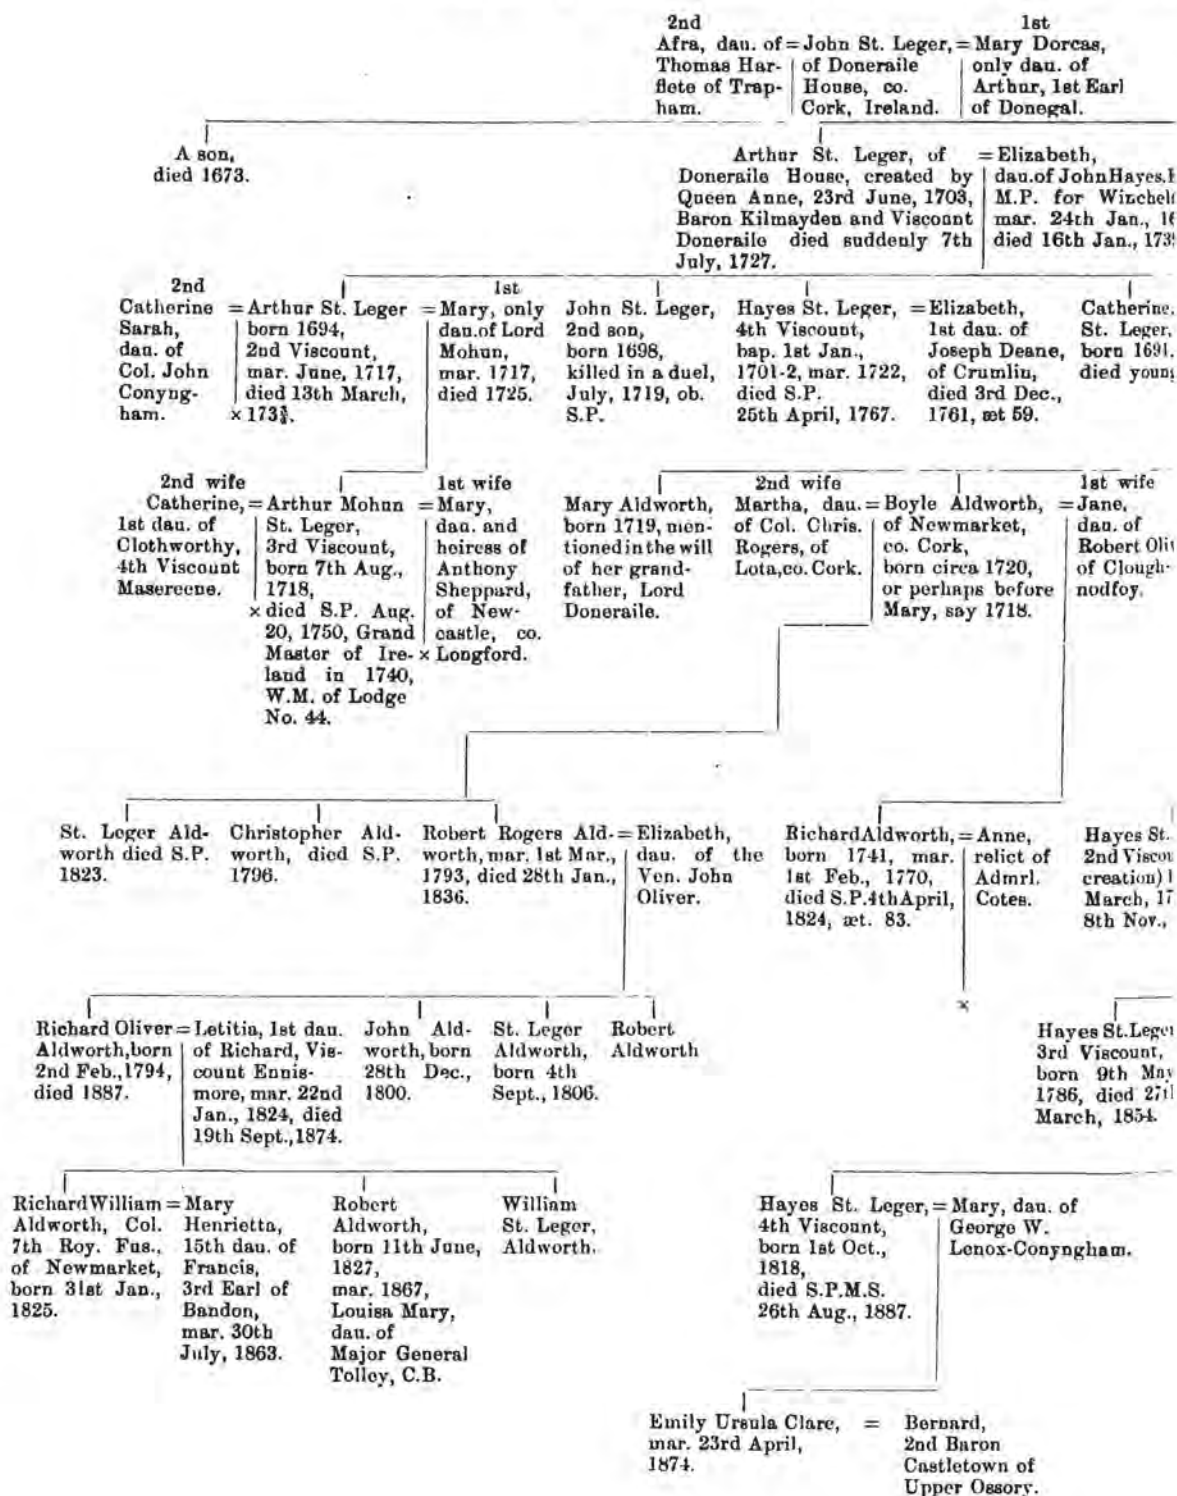 2nd
Afra, dau. of
Thomas Har-
flete of Trap-
ham.
= John St. Leger,
of Doneraile
House, co.
Cork, Ireland.
1st
= Mary Dorcas,
only dau. of
Arthur, 1st Earl
of Donegal.
A son,
died 1673.
Arthur St. Leger, of
Doneraile House, created by
Queen Anne, 23rd June, 1703,
Baron Kilmayden and Viscount
Doneraile died suddenly 7th
July, 1727.
= Elizabeth,
dau. of John Hayes,
M.P. for
mar. 24th Jan.,
died 16th Jan.,
2nd
Catherine
Sarah,
dau. of
Col. John
Conyng-
ham.
= Arthur St. Leger
born 1694,
2nd Viscount,
mar. June, 1717,
died 13th March,
×
1st
= Mary, only
dau. of Lord
Mohun,
mar. 1717,
died 1725.
John St. Leger,
2nd son,
born 1698,
killed in a duel,
July, 1719, ob.
S.P.
Hayes St. Leger,
4th Viscount,
bap. 1st Jan.,
1701-2, mar. 1722,
died S.P.
25th April, 1767.
= Elizabeth,
1st dau. of
Joseph Deane,
of Crumlin,
died 3rd Dec.,
1761, æt 59.
Catherine,
St. Leger,
born 1691.
died
2nd wife
Catherine,
1st dau. of
Clothworthy,
4th Viscount
Masereene.
= Arthur Mohun
St. Leger,
3rd Viscount,
born 7th Aug.,
1718,
× died S.P. Aug.
20, 1750, Grand
Master of Ire-
land in 1740,
W.M. of Lodge
No. 44.
1st wife
= Mary,
dau. and
heiress of
Anthony
Sheppard,
of New-
castle, co.
× Longford.
Mary Aldworth,
born 1719, men-
tioned in the will
of her grand-
father, Lord
Doneraile.
2nd wife
Martha, dau.
of Col. Chris.
Rogers, of
Lota, co. Cork.
= Boyle Aldworth,
of Newmarket,
co. Cork,
born circa 1720,
or perhaps before
Mary, say 1718.
1st wife
= Jane,
dau. of
Robert
of Clough-
nodfoy.
St. Leger Ald-
worth died S.P.
1823.
Christopher Ald-
worth, died S.P.
1796.
Robert Rogers Ald-
worth, mar. 1st Mar.,
1793, died 28th Jan.,
1836.
= Elizabeth,
dau. of the
Ven. John
Oliver.
Richard Aldworth,
born 1741, mar.
1st Feb., 1770,
died S.P. 4th April,
1824, æt. 83.
= Anne,
relict of
Admrl.
Cotes.
Hayes St.
2nd
creation)
March,
8th Nov.,
×
Richard Oliver
Aldworth, born
2nd Feb., 1794,
died 1887.
= Letitia, 1st dau.
of Richard, Vis-
count Ennis-
more, mar. 22nd
Jan., 1824, died
19th Sept., 1874.
John Ald-
worth, born
28th Dec.,
1800.
St. Leger
Aldworth,
born 4th
Sept., 1806.
Robert
Aldworth
Hayes St.
3rd Viscount,
born 9th May
1786, died
March, 1854.
Richard William
Aldworth, Col.
7th Roy. Fus.,
of Newmarket,
born 31st Jan.,
1825.
= Mary
Henrietta,
15th dau. of
Francis,
3rd Earl of
Bandon,
mar. 30th
July, 1863.
Robert
Aldworth,
born 11th June,
1827,
mar. 1867,
Louisa Mary,
dau. of
Major General
Tolley, C.B.
William
St. Leger,
Aldworth.
Hayes St. Leger,
4th Viscount,
born 1st Oct.,
1818,
died S.P.M.S.
26th Aug., 1887.
= Mary, dau. of
George W.
Lenox-Conyngham.
Emily Ursula Clare,
mar. 23rd April,
1874.
= Bernard,
2nd Baron
Castletown of
Upper Ossory.